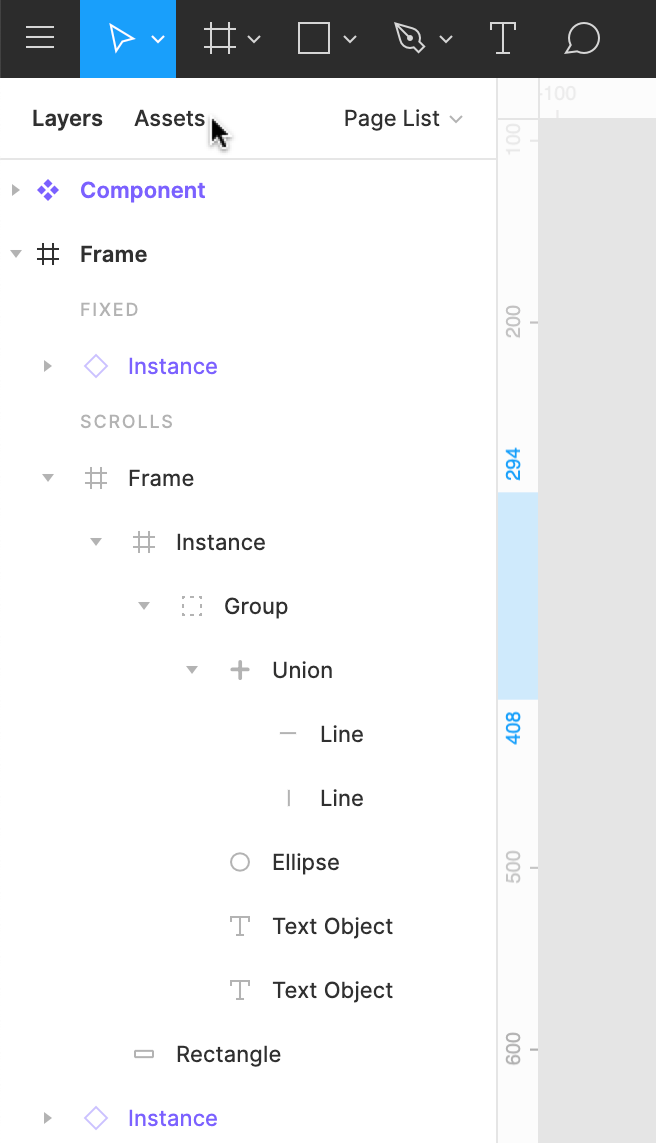 Layers Assets Page List
-100
100
Component
Frame
FIXED
200
Instance
SCROLLS
294
Frame
Instance
Group
Union
408
Line
Line
Ellipse
500
Text Object
Text Object
600
Rectangle
Instance